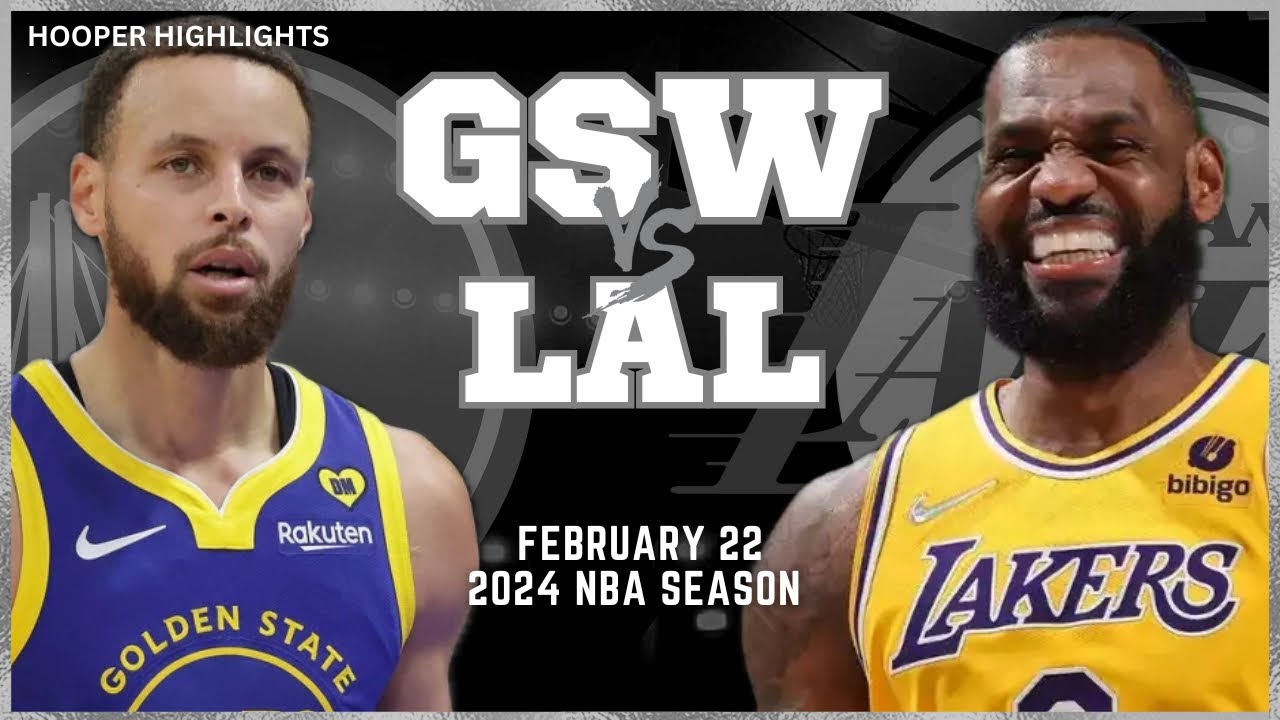 HOOPER HIGHLIGHTS
GSW
VS
LAL
FEBRUARY 22
2024 NBA SEASON
DM
Rakuten
GOLDEN STATE
bibigo
LAKERS